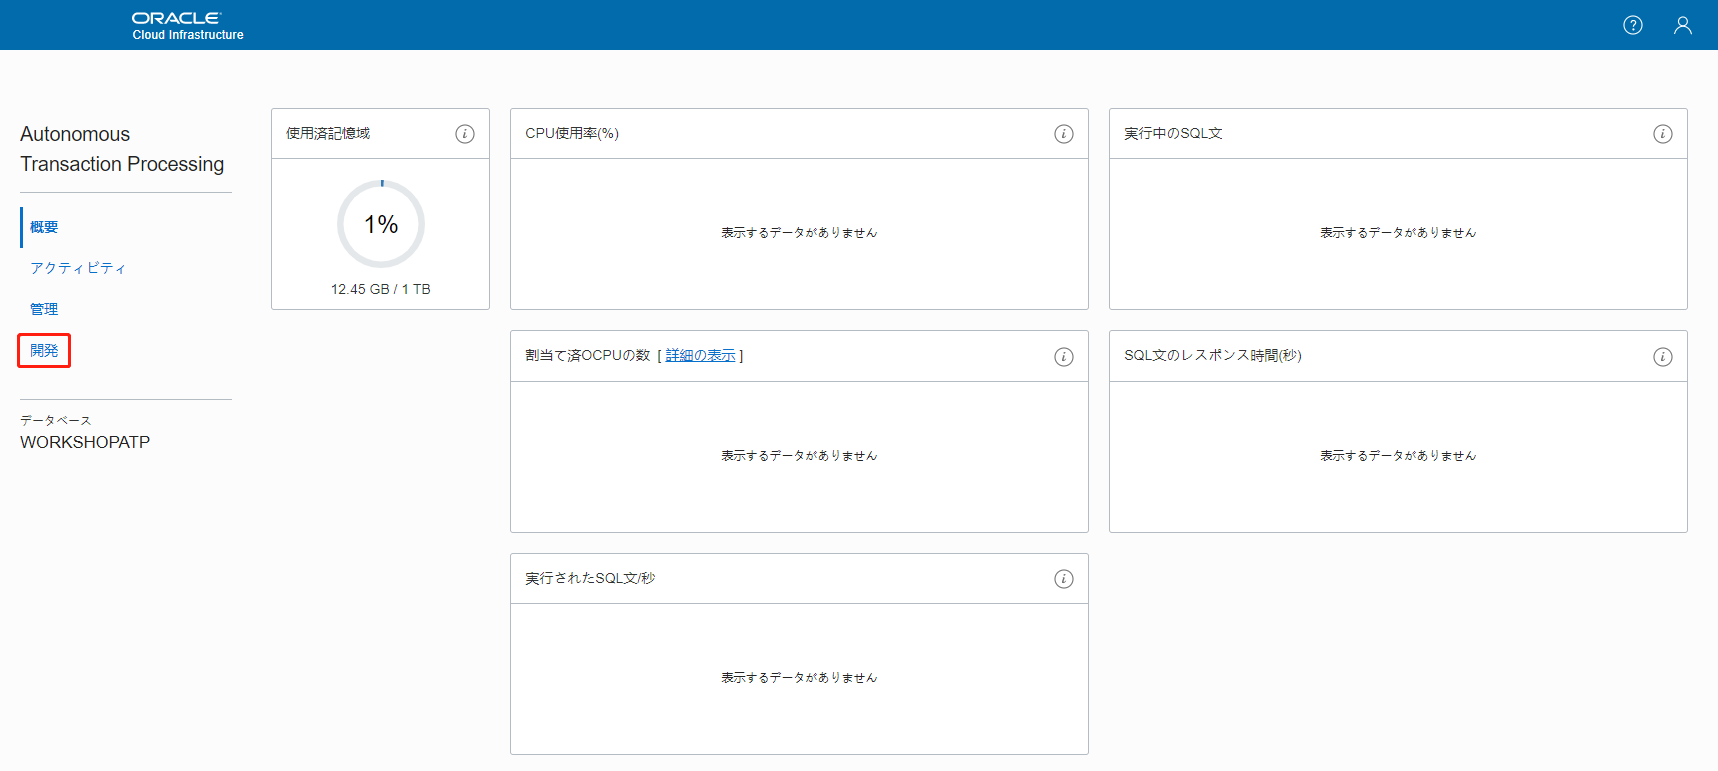 ORACLE
Cloud Infrastructure
Autonomous
Transaction Processing
概要
アクティビティ
管理
開発
データベース
WORKSHOPATP
使用済記憶域
1%
12.45 GB / 1 TB
CPU使用率(%)
表示するデータがありません
実行中のSQL文
表示するデータがありません
割当て済OCPUの数 [ 詳細の表示 ]
表示するデータがありません
SQL文のレスポンス時間(秒)
表示するデータがありません
実行されたSQL文/秒
表示するデータがありません